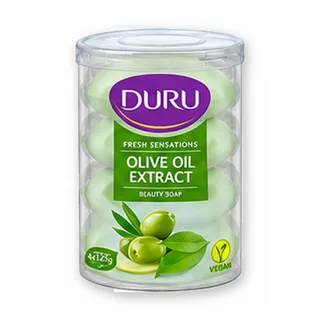 DURU
FRESH SENSATIONS
OLIVE OIL
EXTRACT
BEAUTY SOAP
4x125g
VEGAN